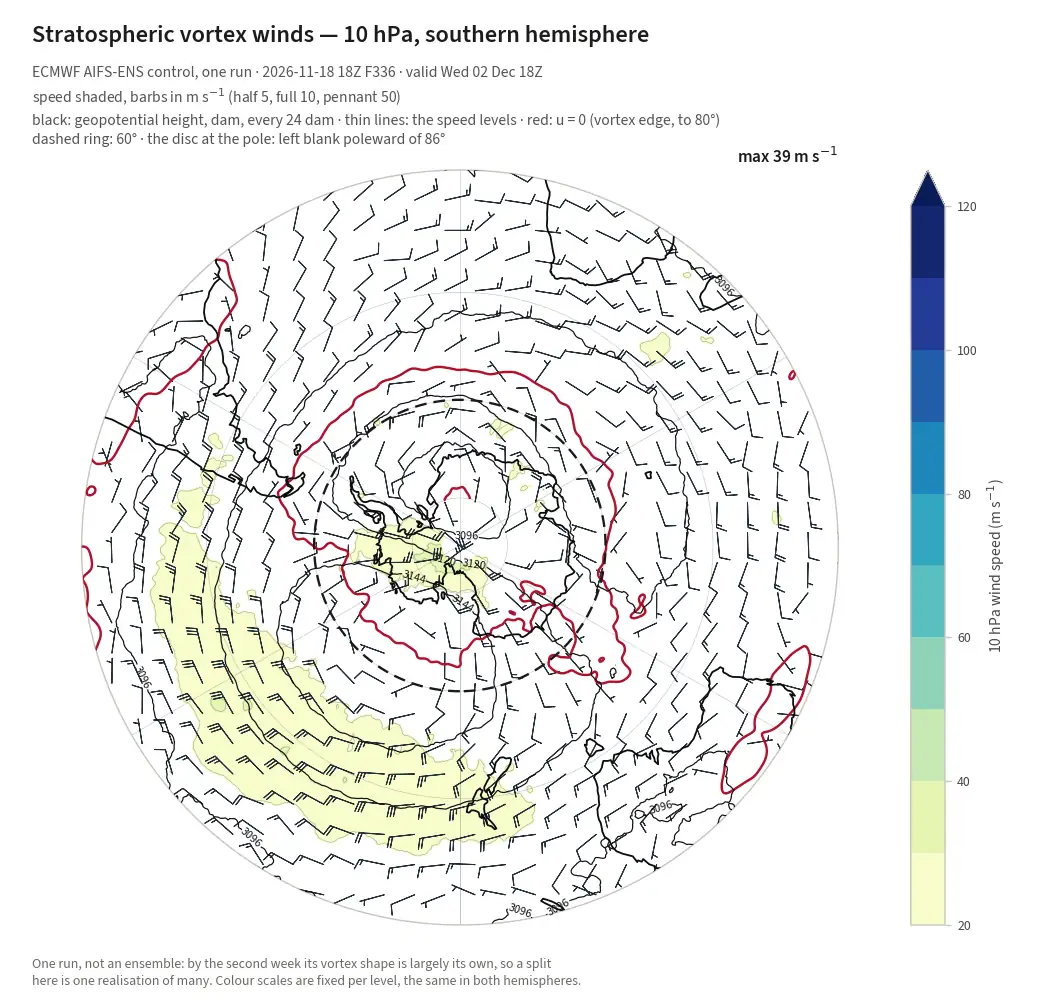 Stratospheric vortex winds — 10 hPa, southern hemisphere
ECMWF AIFS-ENS control, one run · 2026-11-18 18Z F336 · valid Wed 02 Dec 18Z
speed shaded, barbs in m s⁻¹ (half 5, full 10, pennant 50)
black: geopotential height, dam, every 24 dam · thin lines: the speed levels · red: u = 0 (vortex edge, to 80°)
dashed ring: 60° · the disc at the pole: left blank poleward of 86°
max 39 m s⁻¹
120
100
80
60
40
20
10 hPa wind speed (m s⁻¹)
3096
3096
3120
3120
3144
3144
3096
3096
3096
3096
3096
One run, not an ensemble: by the second week its vortex shape is largely its own, so a split
here is one realisation of many. Colour scales are fixed per level, the same in both hemispheres.